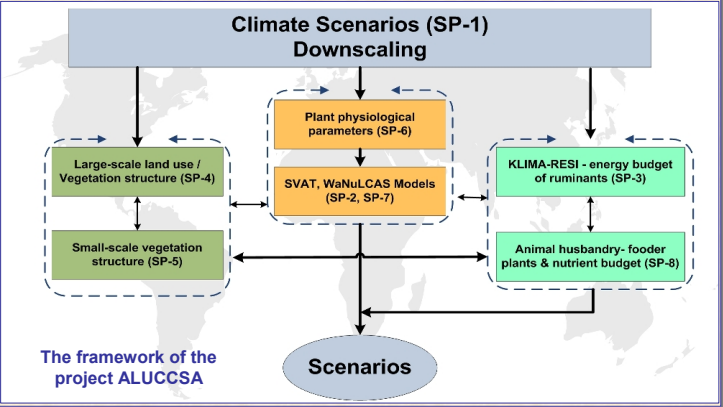 Climate Scenarios (SP-1)
Downscaling
Plant physiological
parameters (SP-6)
Large-scale land use /
Vegetation structure (SP-4)
SVAT, WaNuLCAS Models
(SP-2, SP-7)
KLIMA-RESI - energy budget
of ruminants (SP-3)
Small-scale vegetation
structure (SP-5)
Animal husbandry- fooder
plants & nutrient budget (SP-8)
Scenarios
The framework of the
project ALUCCSA